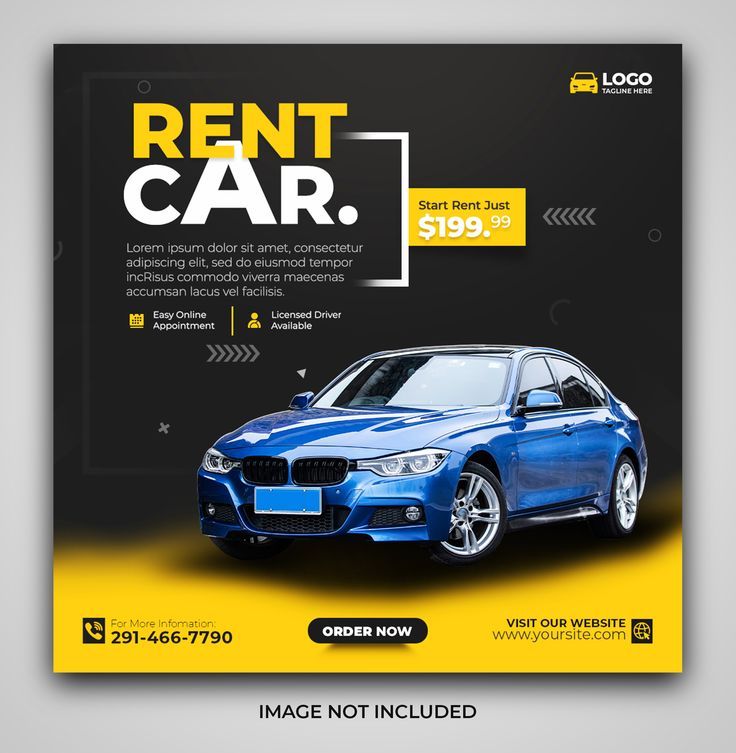 LOGO
TAGLINE HERE
RENT
CAR.
Start Rent Just
$199.99
Lorem ipsum dolor sit amet, consectetur
adipiscing elit, sed do eiusmod tempor
incRisus commodo viverra maecenas
accumsan lacus vel facilisis.
Easy Online
Appointment
Licensed Driver
Available
For More Infomation:
291-466-7790
ORDER NOW
VISIT OUR WEBSITE
www.yoursite.com
IMAGE NOT INCLUDED